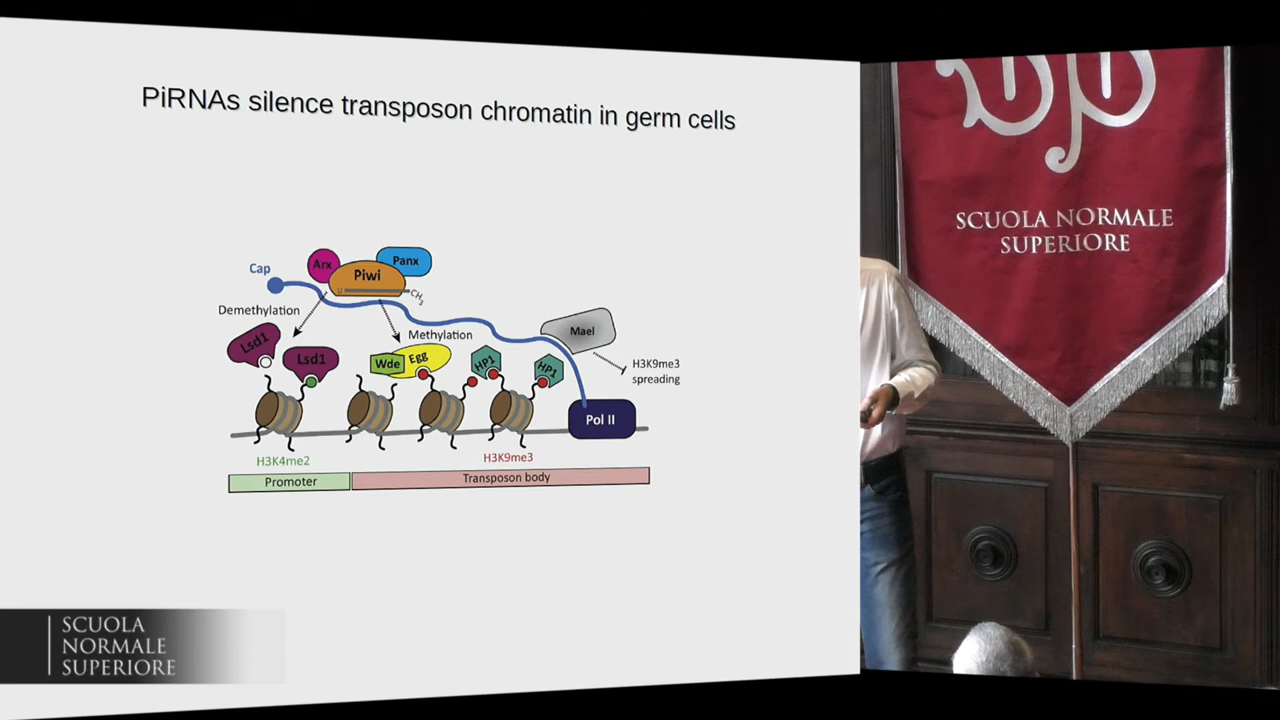 PiRNAs silence transposon chromatin in germ cells
Cap
Arx
Piwi
Panx
U
CH3
Demethylation
Methylation
Lsd1
Lsd1
Wde
Egg
HP1
HP1
Mael
H3K9me3
spreading
Pol II
H3K4me2
H3K9me3
Promoter
Transposon body
SCUOLA
NORMALE
SUPERIORE
SCUOLA NORMALE
SUPERIORE